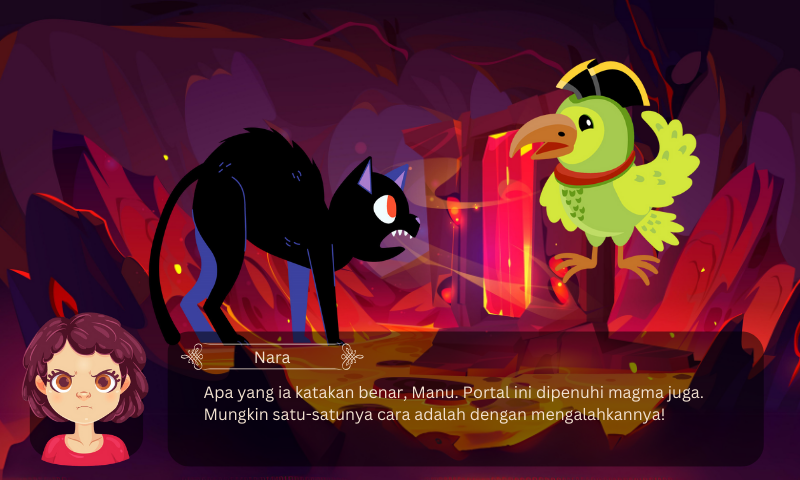 Nara
Apa yang ia katakan benar, Manu. Portal ini dipenuhi magma juga.
Mungkin satu-satunya cara adalah dengan mengalahkannya!